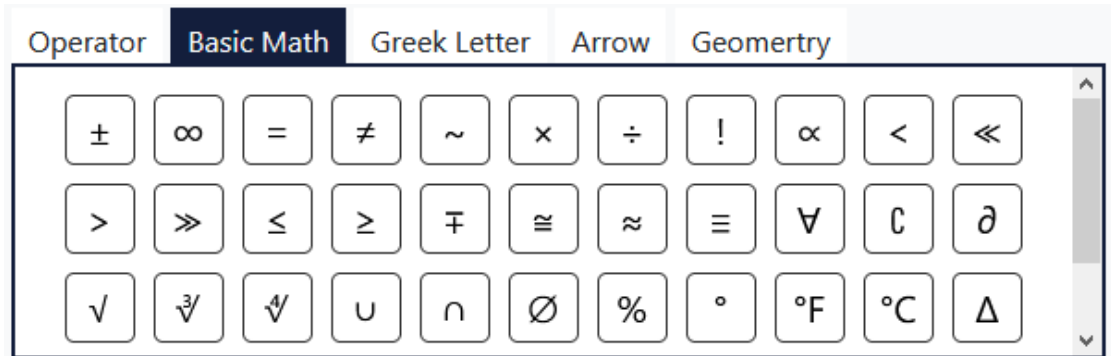 Operator Basic Math Greek Letter Arrow Geomertry
± ∞ = ≠ ~ × ÷ ! ∝ < ≪
> ≫ ≤ ≥ ∓ ≅ ≈ ≡ ∀ ∁ ∂
√ ∛ ∜ ∪ ∩ ∅ % ° °F °C ∆